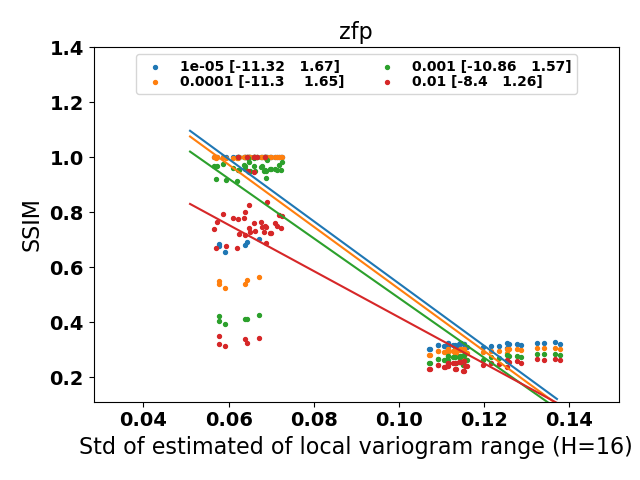 zfp
1e-05 [-11.32 1.67]
0.0001 [-11.3 1.65]
0.001 [-10.86 1.57]
0.01 [-8.4 1.26]
SSIM
1.4
1.2
1.0
0.8
0.6
0.4
0.2
0.04 0.06 0.08 0.10 0.12 0.14
Std of estimated of local variogram range (H=16)